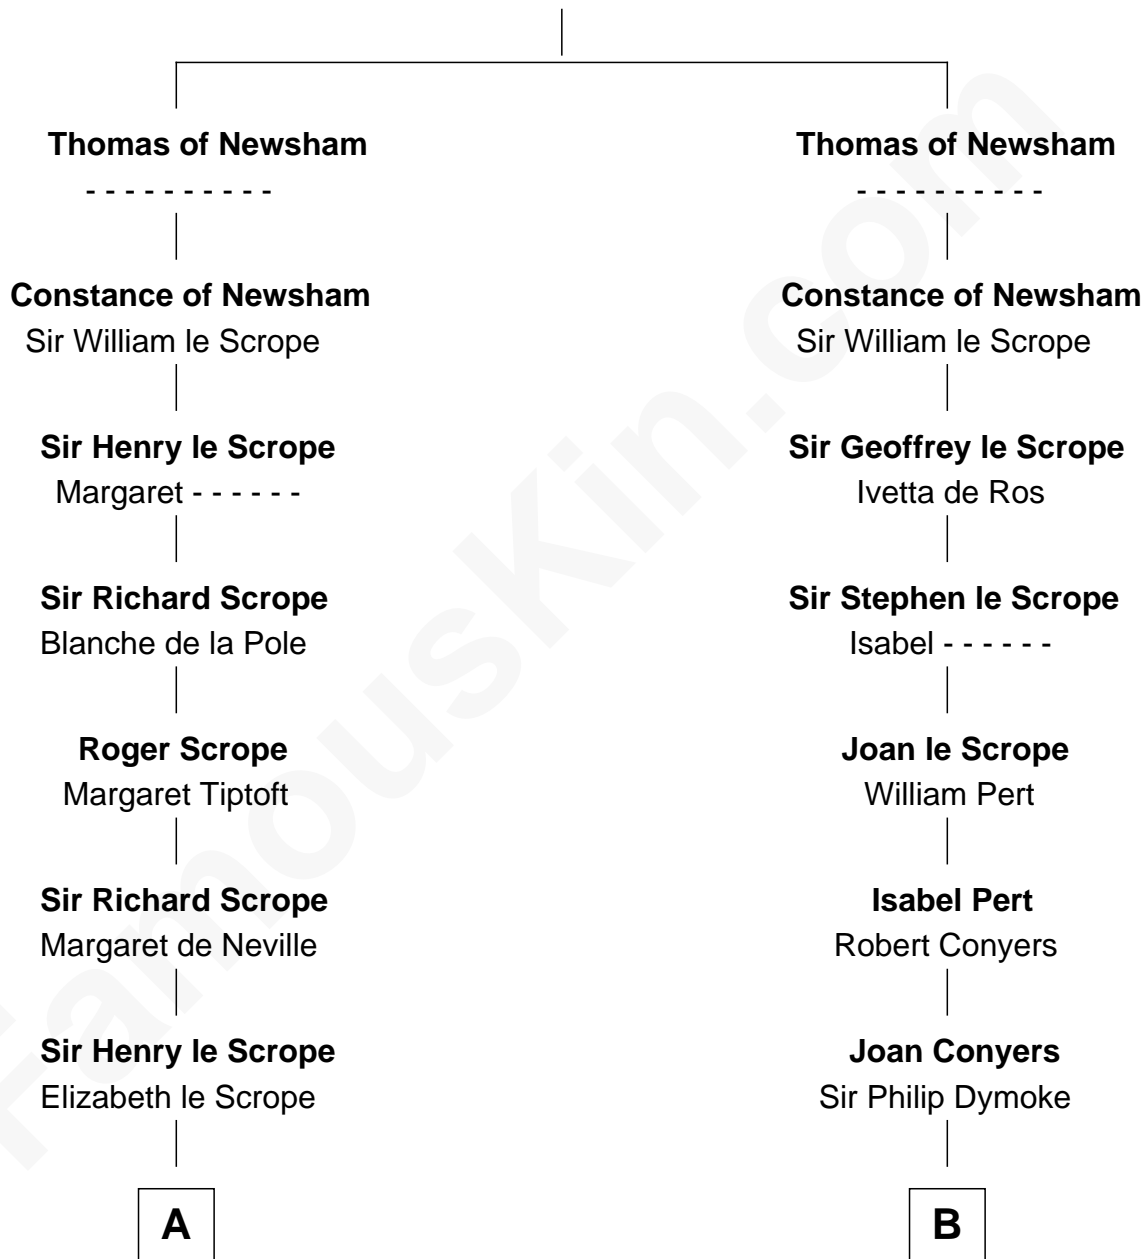 Thomas of Newsham Thomas of Newsham
- - - - - - - - - - - - - - - - - - - -
Constance of Newsham Constance of Newsham
Sir William le Scrope Sir William le Scrope
Sir Henry le Scrope Sir Geoffrey le Scrope
Margaret - - - - - - Ivetta de Ros
Sir Richard Scrope Sir Stephen le Scrope
Blanche de la Pole Isabel - - - - - -
Roger Scrope Joan le Scrope
Margaret Tiptoft William Pert
Sir Richard Scrope Isabel Pert
Margaret de Neville Robert Conyers
Sir Henry le Scrope Joan Conyers
Elizabeth le Scrope Sir Philip Dymoke
A B
FamousKin.com